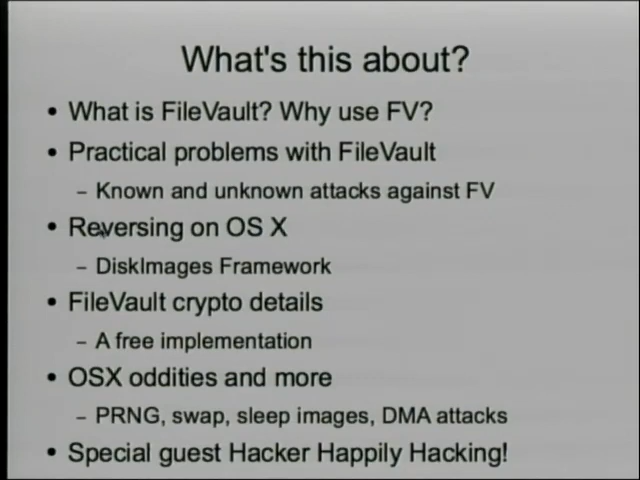 What's this about?
• What is FileVault? Why use FV?
• Practical problems with FileVault
– Known and unknown attacks against FV
• Reversing on OS X
– DiskImages Framework
• FileVault crypto details
– A free implementation
• OSX oddities and more
– PRNG, swap, sleep images, DMA attacks
• Special guest Hacker Happily Hacking!